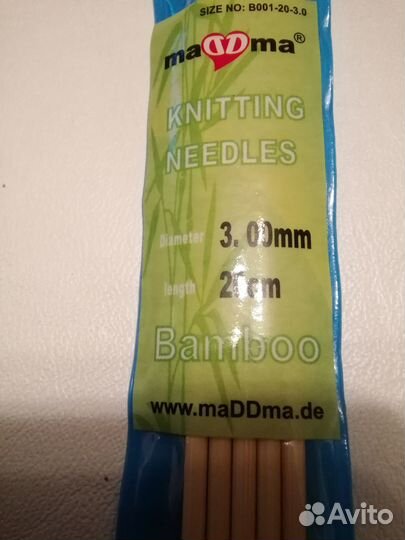 SIZE NO: B001-20-3.0
maDDma®
KNITTING
NEEDLES
Diameter 3.00mm
length 20cm
Bamboo
www.maDDma.de
Avito